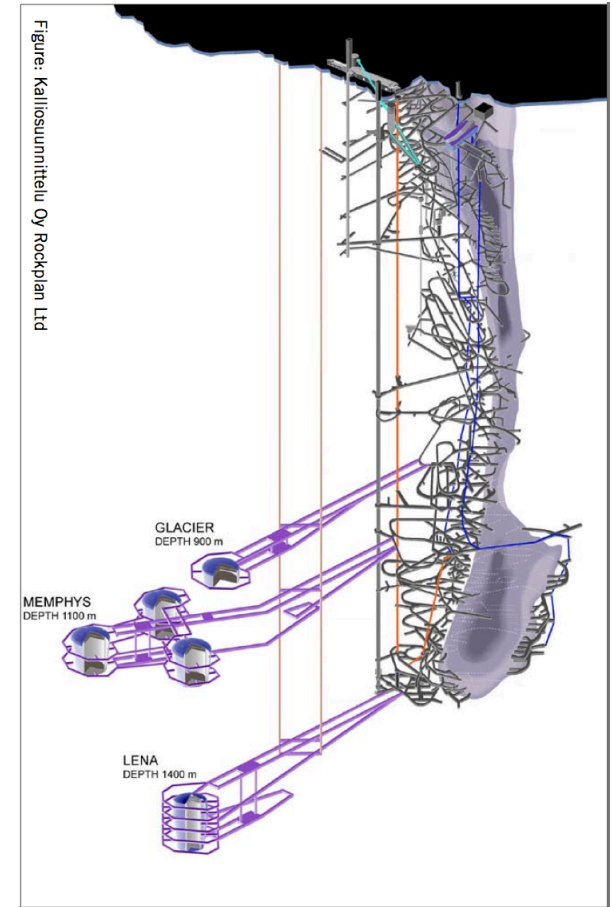 Figure: Kalliosuunnittelu Oy Rockplan Ltd
GLACIER
DEPTH 900 m
MEMPHYS
DEPTH 1100 m
LENA
DEPTH 1400 m